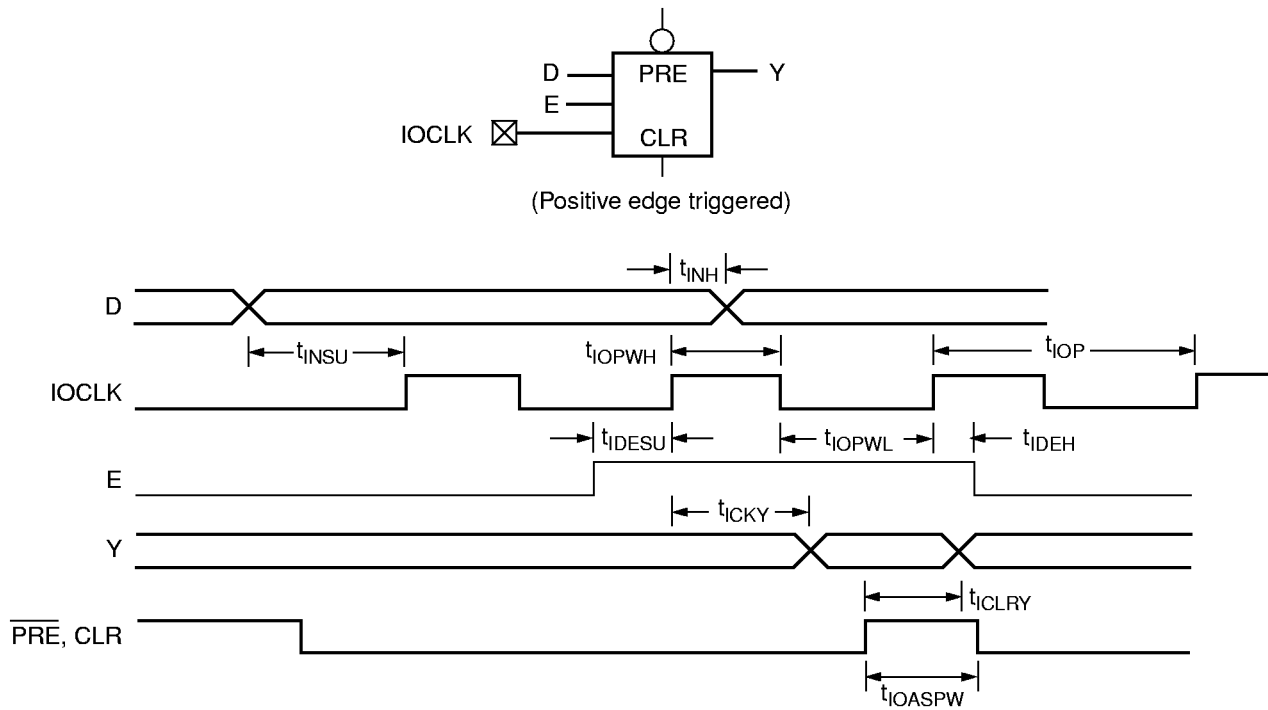 D
PRE
Y
E
IOCLK
CLR
(Positive edge triggered)
tINH
D
tINSU
tIOPWH
tIOP
IOCLK
tIDESU
tIOPWL
tIDEH
E
tICKY
Y
tICLRY
PRE, CLR
tIOASPW